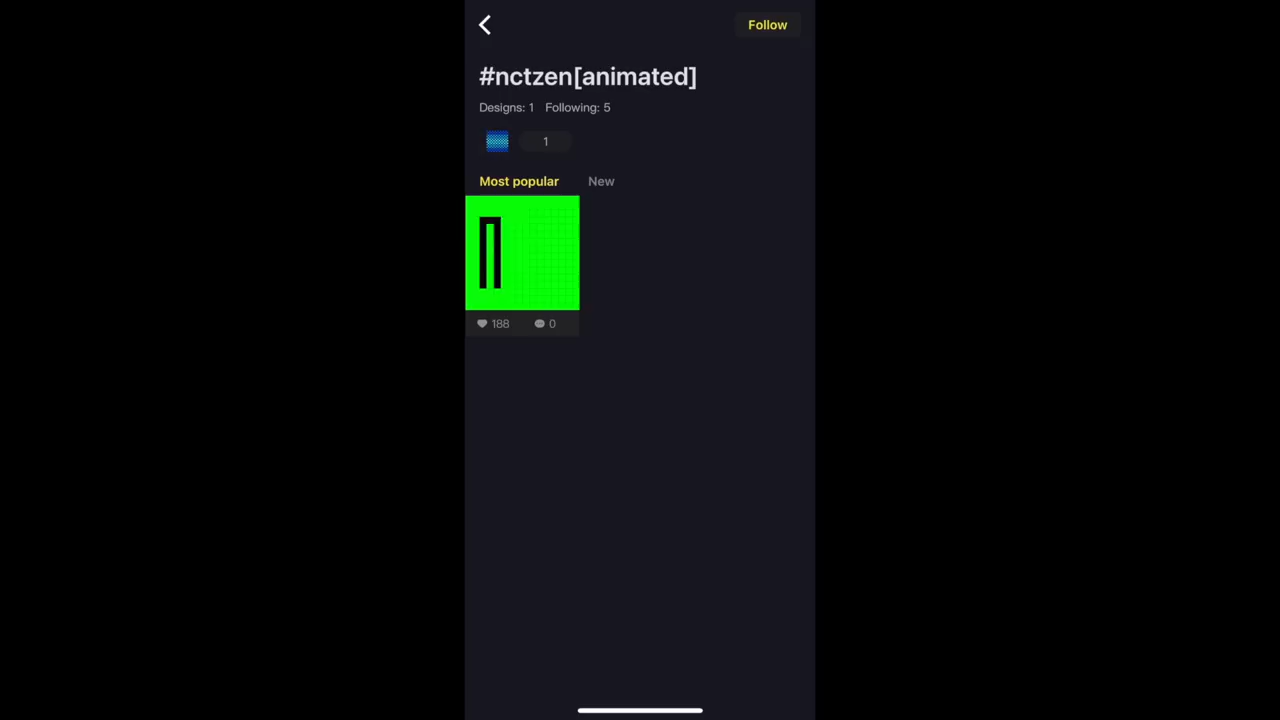 Follow
#nctzen[animated]
Designs: 1 Following: 5
1
Most popular New
188 0